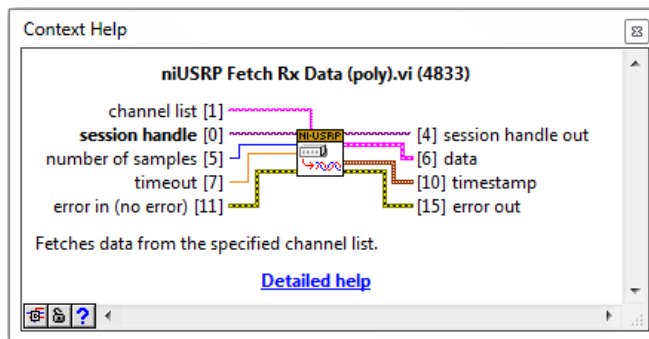 Context Help
niUSRP Fetch Rx Data (poly).vi (4833)
channel list [1]
session handle [0]
number of samples [5]
timeout [7]
error in (no error) [11]
NI-USRP
[4] session handle out
[6] data
[10] timestamp
[15] error out
Fetches data from the specified channel list.
Detailed help
?